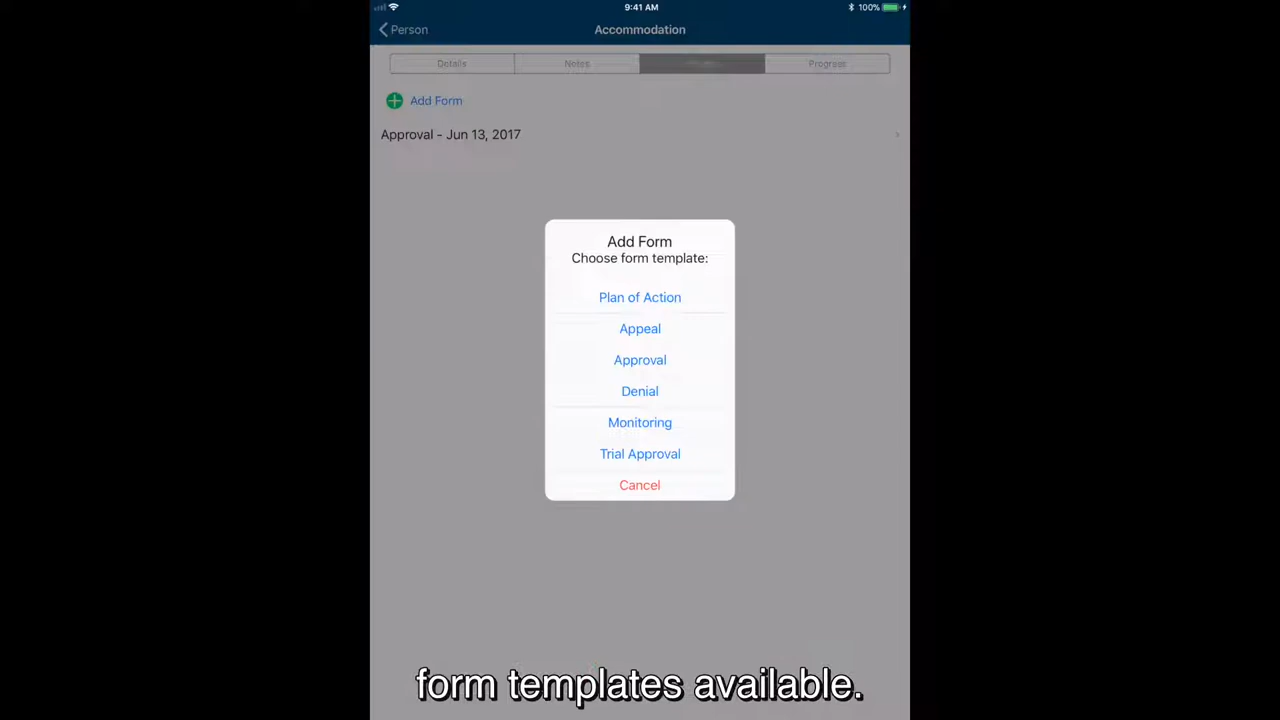 9:41 AM
100%
Person
Accommodation
Details
Notes
Progress
Add Form
Approval - Jun 13, 2017
Add Form
Choose form template:
Plan of Action
Appeal
Approval
Denial
Monitoring
Trial Approval
Cancel
form templates available.